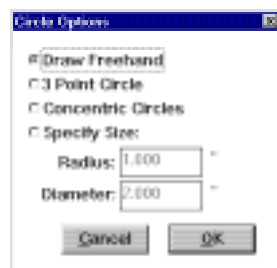 Circle Options
Draw Freehand
3 Point Circle
Concentric Circles
Specify Size:
Radius: 1.000 "
Diameter: 2.000 "
Cancel OK